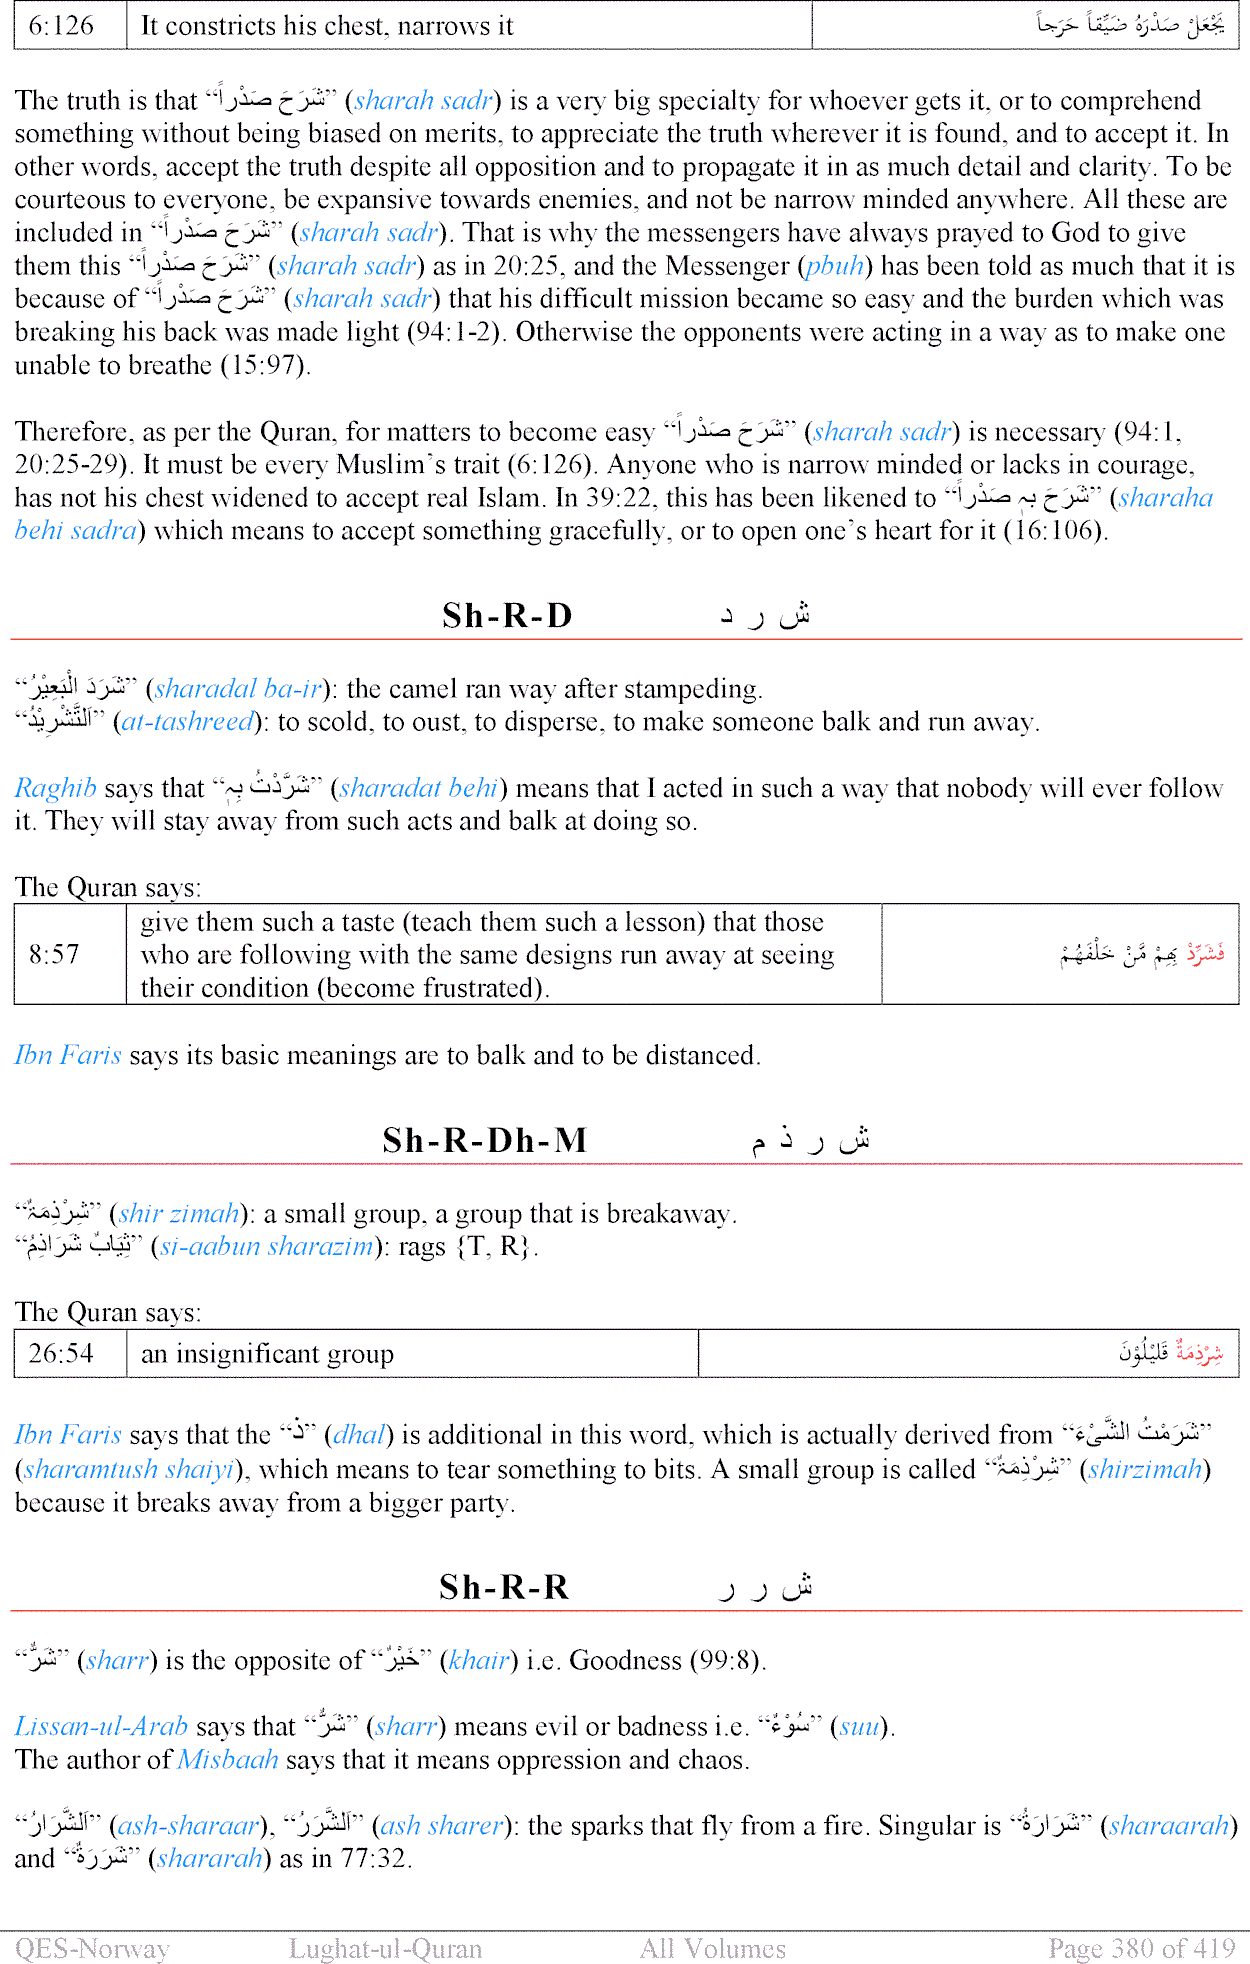 6:126 It constricts his chest, narrows it يَجْعَلْ صَدْرَهُ ضَيِّقاً حَرَجاً
The truth is that “شَرَحَ صَدْراً” (sharah sadr) is a very big specialty for whoever gets it, or to comprehend
something without being biased on merits, to appreciate the truth wherever it is found, and to accept it. In
other words, accept the truth despite all opposition and to propagate it in as much detail and clarity. To be
courteous to everyone, be expansive towards enemies, and not be narrow minded anywhere. All these are
included in “شَرَحَ صَدْراً” (sharah sadr). That is why the messengers have always prayed to God to give
them this “شَرَحَ صَدْراً” (sharah sadr) as in 20:25, and the Messenger (pbuh) has been told as much that it is
because of “شَرَحَ صَدْراً” (sharah sadr) that his difficult mission became so easy and the burden which was
breaking his back was made light (94:1-2). Otherwise the opponents were acting in a way as to make one
unable to breathe (15:97).
Therefore, as per the Quran, for matters to become easy “شَرَحَ صَدْراً” (sharah sadr) is necessary (94:1,
20:25-29). It must be every Muslim’s trait (6:126). Anyone who is narrow minded or lacks in courage,
has not his chest widened to accept real Islam. In 39:22, this has been likened to “شَرَحَ بِہٖ صَدْراً” (sharaha
behi sadra) which means to accept something gracefully, or to open one’s heart for it (16:106).
Sh-R-D ش ر د
“شَرَدَ الْبَعِيْرُ” (sharadal ba-ir): the camel ran way after stampeding.
“اَلتَّشْرِيْدُ” (at-tashreed): to scold, to oust, to disperse, to make someone balk and run away.
Raghib says that “شَرَّدْتُ بِہٖ” (sharadat behi) means that I acted in such a way that nobody will ever follow
it. They will stay away from such acts and balk at doing so.
The Quran says:
give them such a taste (teach them such a lesson) that those
8:57 who are following with the same designs run away at seeing فَشَرِّدْ بِهِمْ مَّنْ خَلْفَهُمْ
their condition (become frustrated).
Ibn Faris says its basic meanings are to balk and to be distanced.
Sh-R-Dh-M ش ر ذ م
“شِرْذِمَۃٌ” (shir zimah): a small group, a group that is breakaway.
“ثِيَابٌ شَرَاذِمُ” (si-aabun sharazim): rags {T, R}.
The Quran says:
26:54 an insignificant group شِرْذِمَةٌ قَلِيْلُوْنَ
Ibn Faris says that the “ذ” (dhal) is additional in this word, which is actually derived from “شَرَمْتُ الشَّیْءَ”
(sharamtush shaiyi), which means to tear something to bits. A small group is called “شِرْذِمَۃٌ” (shirzimah)
because it breaks away from a bigger party.
Sh-R-R ش ر ر
“شَرٌّ” (sharr) is the opposite of “خَيْرٌ” (khair) i.e. Goodness (99:8).
Lissan-ul-Arab says that “شَرٌّ” (sharr) means evil or badness i.e. “سُوْءٌ” (suu).
The author of Misbaah says that it means oppression and chaos.
“اَلشَّرَارُ” (ash-sharaar), “اَلشَّرَرُ” (ash sharer): the sparks that fly from a fire. Singular is “شَرَارَةٌ” (sharaarah)
and “شَرَرَةٌ” (shararah) as in 77:32.
QES-Norway Lughat-ul-Quran All Volumes Page 380 of 419